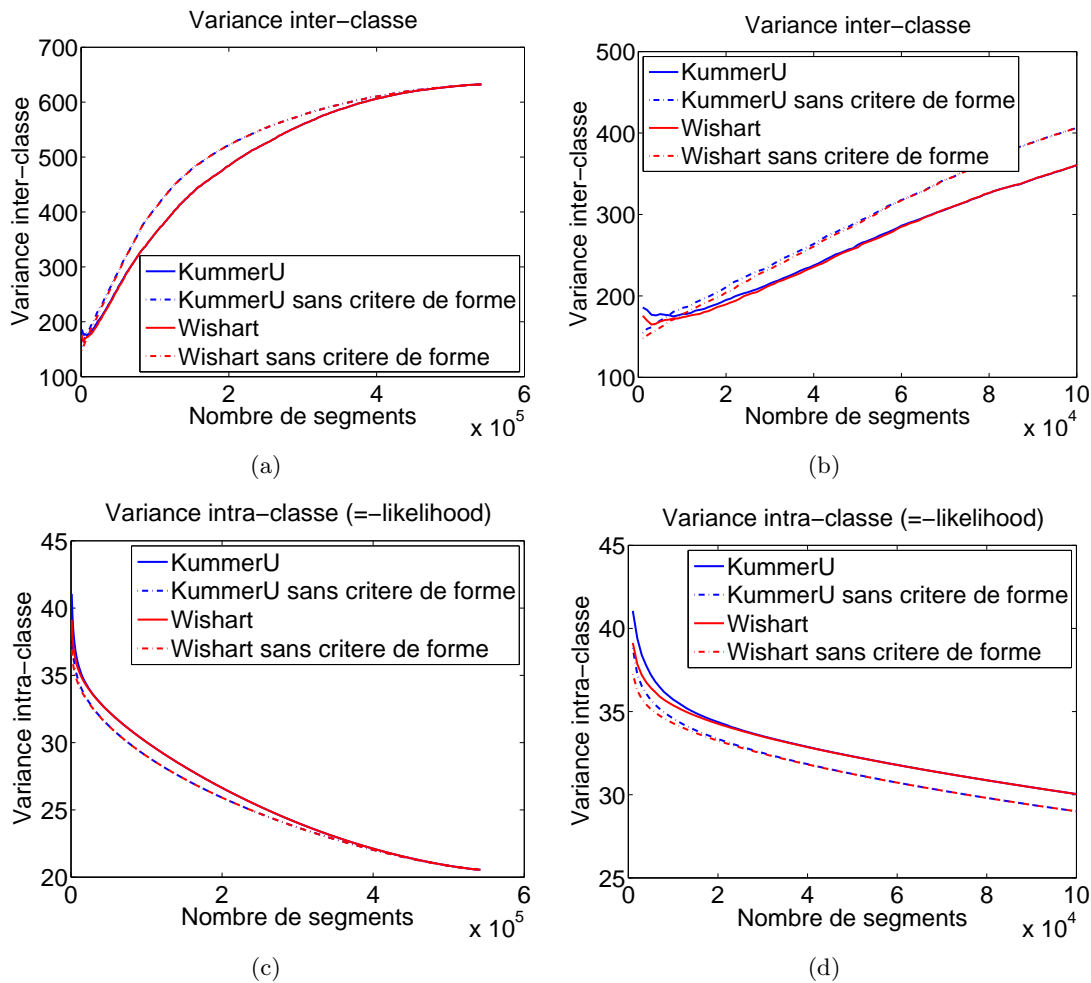 Variance inter-classe
700
600
500
400
300
200
100
0
2
4
6
x 10^5
Variance inter-classe
Nombre de segments
KummerU
KummerU sans critere de forme
Wishart
Wishart sans critere de forme
(a)
Variance inter-classe
500
400
300
200
100
0
2
4
6
8
10
x 10^4
Variance inter-classe
Nombre de segments
KummerU
KummerU sans critere de forme
Wishart
Wishart sans critere de forme
(b)
Variance intra-classe (=-likelihood)
45
40
35
30
25
20
0
2
4
6
x 10^5
Variance intra-classe
Nombre de segments
KummerU
KummerU sans critere de forme
Wishart
Wishart sans critere de forme
(c)
Variance intra-classe (=-likelihood)
45
40
35
30
25
0
2
4
6
8
10
x 10^4
Variance intra-classe
Nombre de segments
KummerU
KummerU sans critere de forme
Wishart
Wishart sans critere de forme
(d)